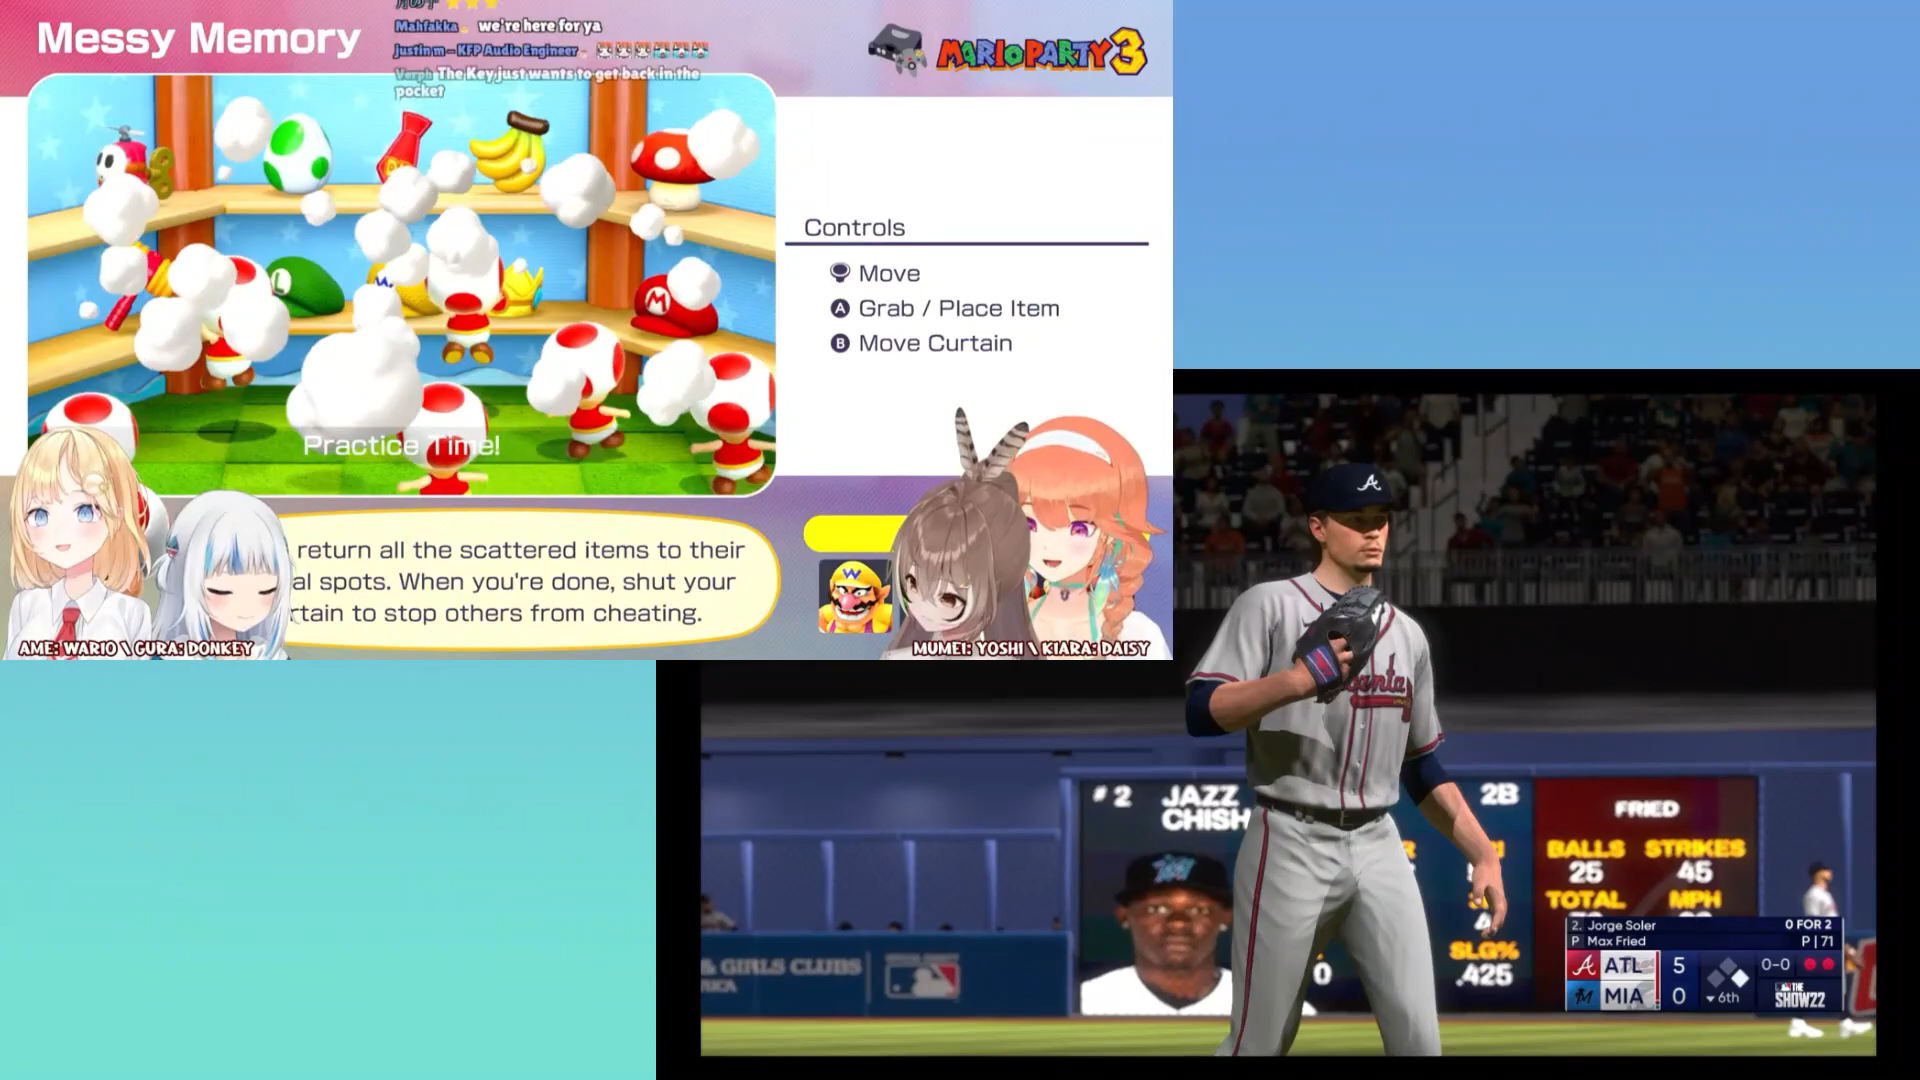 Messy Memory
Mahfakka we're here for ya
Justin m - KFP Audio Engineer
Verph The Key just wants to get back in the
pocket
MARIO PARTY 3
Controls
Move
A Grab / Place Item
B Move Curtain
L
W
M
Practice Time!
return all the scattered items to their
al spots. When you're done, shut your
rtain to stop others from cheating.
AME: WARIO \ GURA: DONKEY
MUMEI: YOSHI \ KIARA: DAISY
A
# 2 JAZZ
CHISH
2B
SLG%
.425
0
FRIED
BALLS STRIKES
25 45
TOTAL MPH
& GIRLS CLUBS
RICA
2. Jorge Soler 0 FOR 2
P Max Fried P | 71
A ATL 5
M MIA 0
0-0
6th
MLB THE
SHOW22